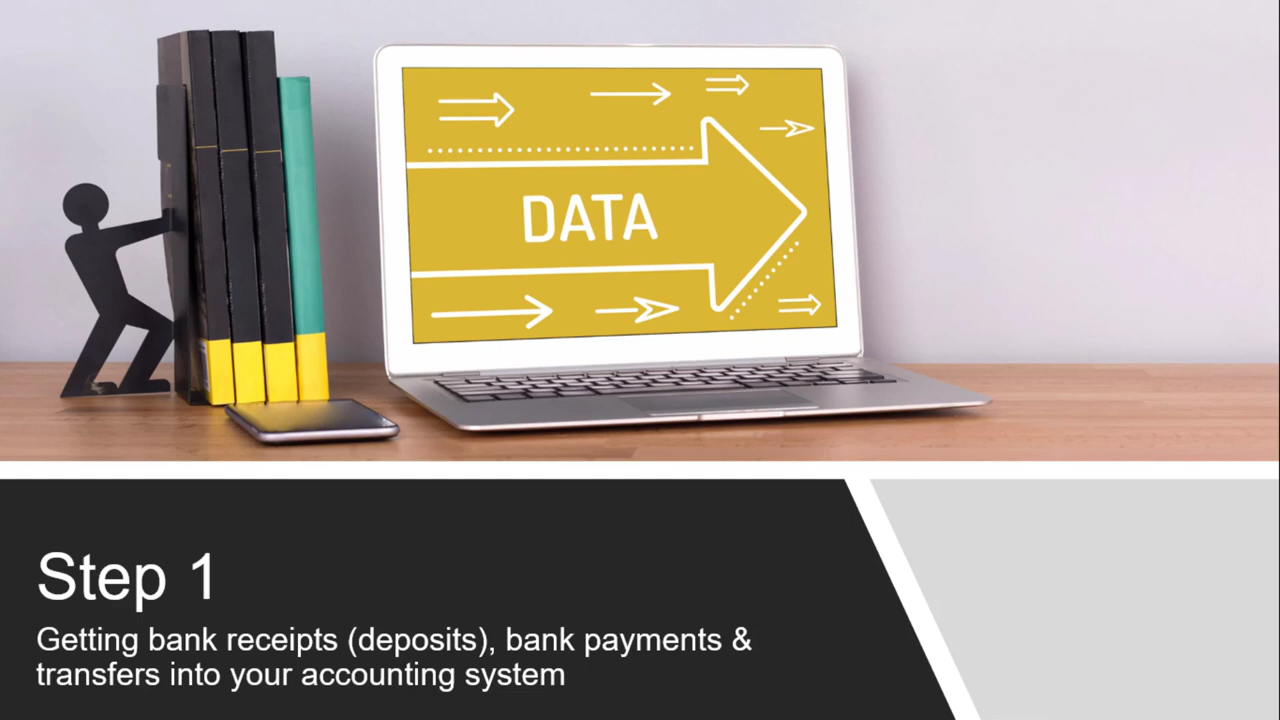 DATA
Step 1
Getting bank receipts (deposits), bank payments &
transfers into your accounting system